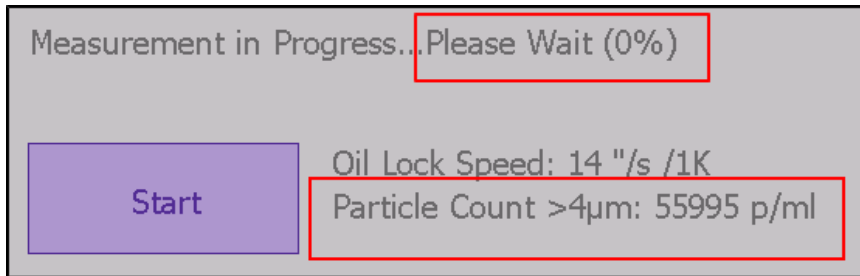 Measurement in Progress...Please Wait (0%)
Oil Lock Speed: 14 "/s /1K
Start
Particle Count >4µm: 55995 p/ml